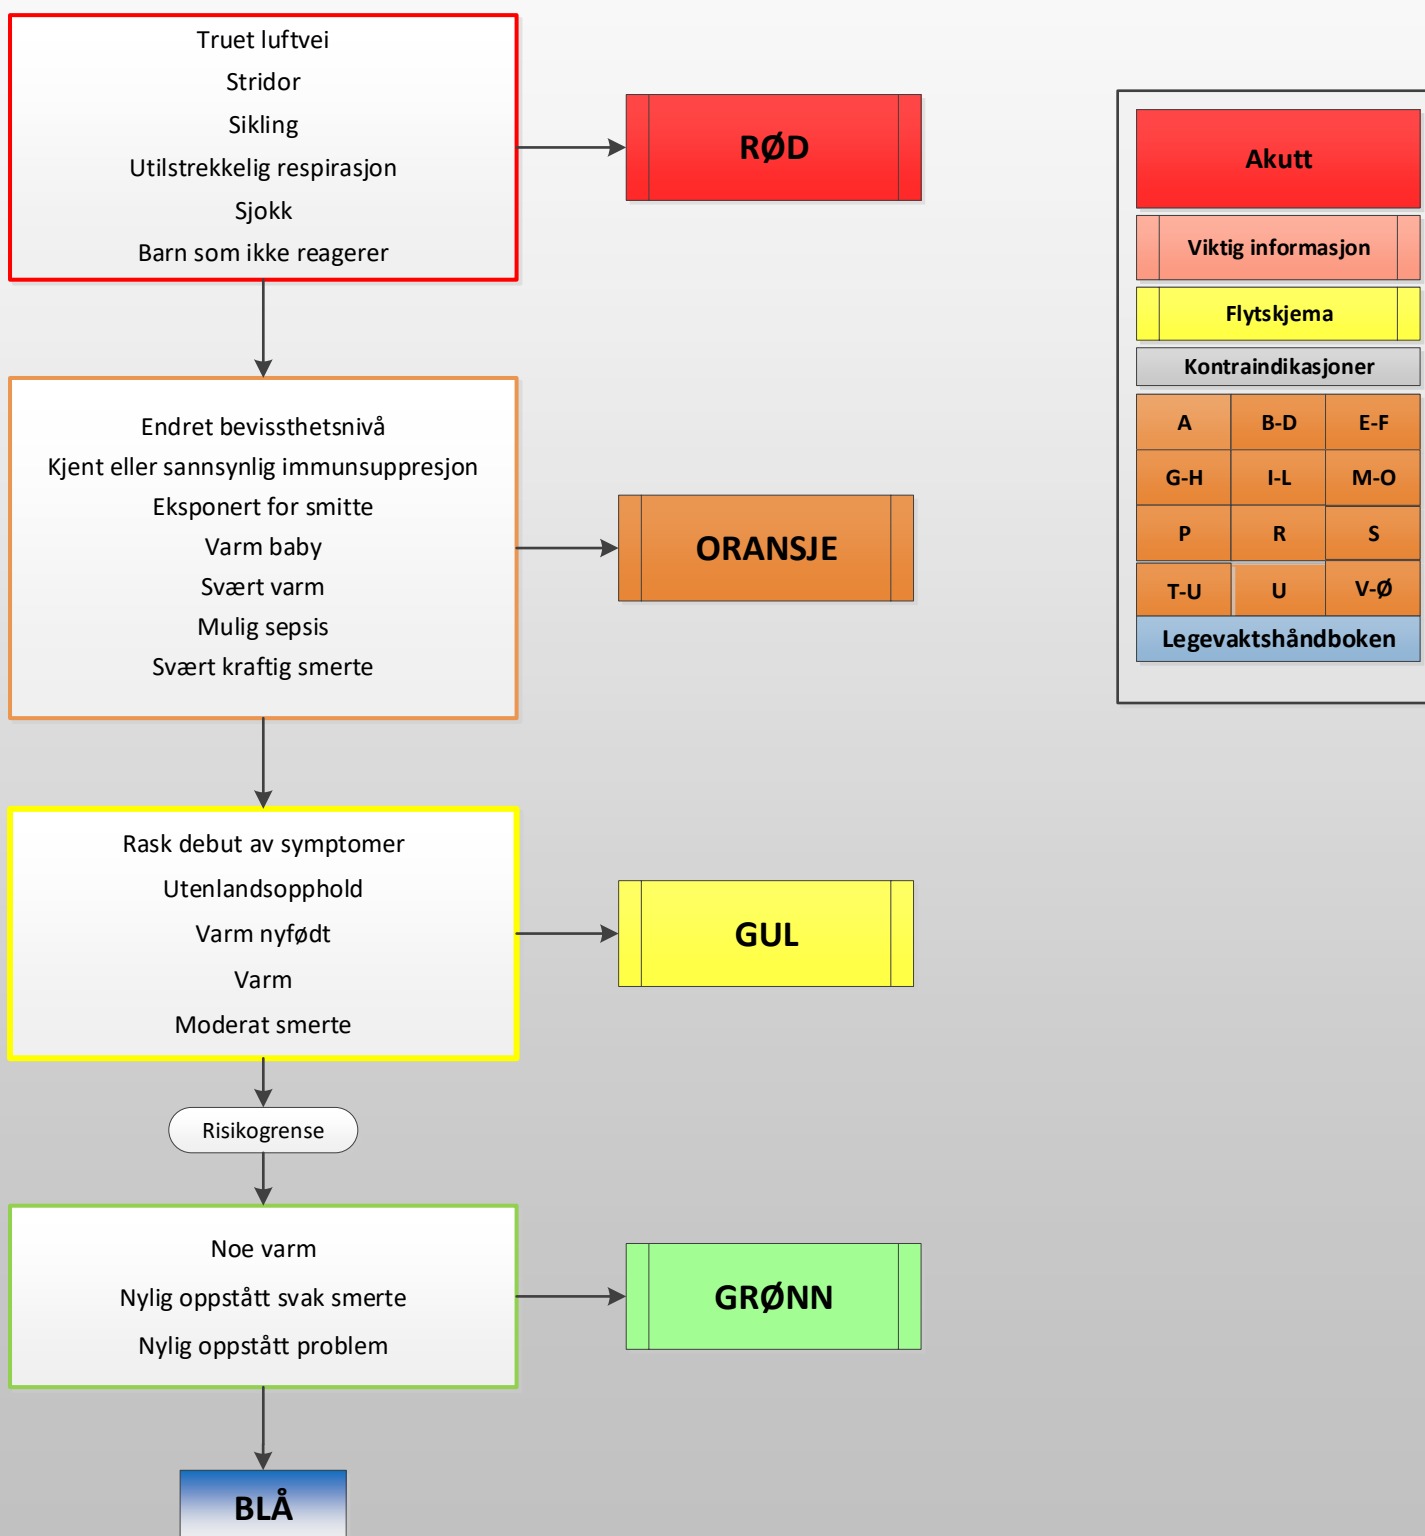 Truet luftvei
Stridor
Sikling
Utilstrekkelig respirasjon
Sjokk
Barn som ikke reagerer
RØD
Endret bevissthetsnivå
Kjent eller sannsynlig immunsuppresjon
Eksponert for smitte
Varm baby
Svært varm
Mulig sepsis
Svært kraftig smerte
ORANSJE
Rask debut av symptomer
Utenlandsopphold
Varm nyfødt
Varm
Moderat smerte
GUL
Risikogrense
Noe varm
Nylig oppstått svak smerte
Nylig oppstått problem
GRØNN
BLÅ
Akutt
Viktig informasjon
Flytskjema
Kontraindikasjoner
A B-D E-F
G-H I-L M-O
P R S
T-U U V-Ø
Legevaktshåndboken